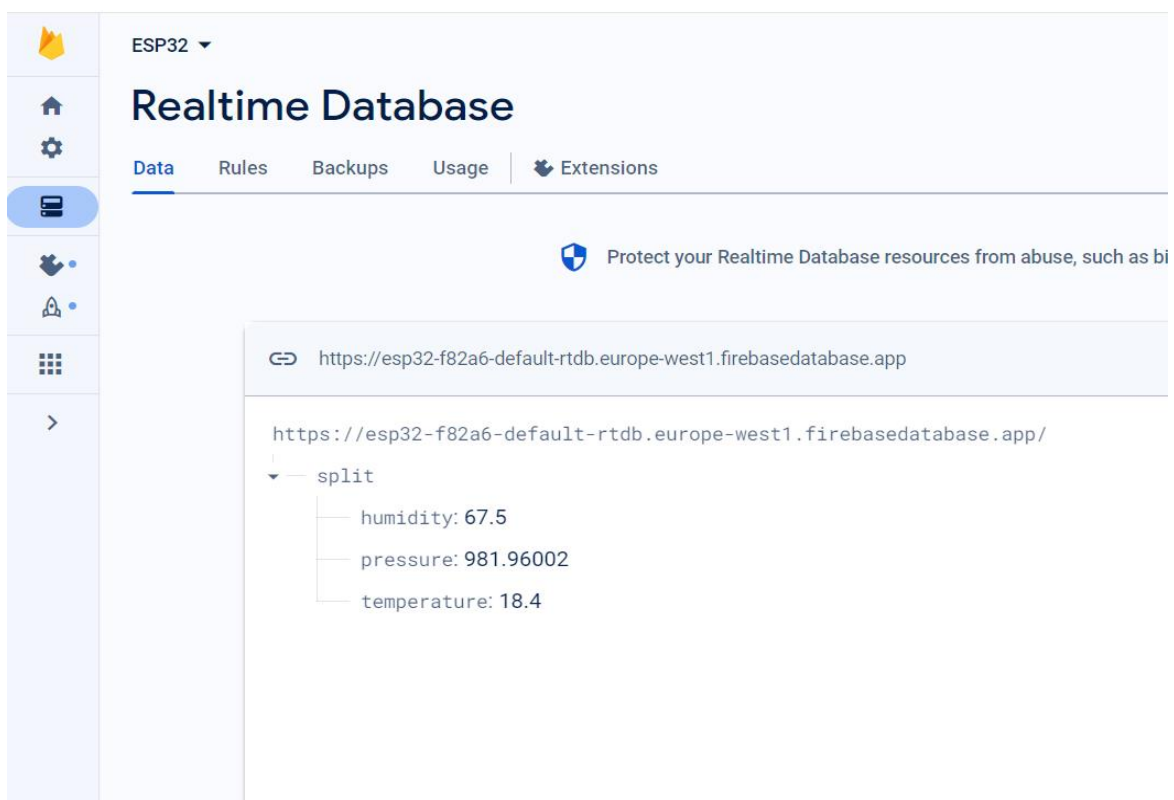 ESP32
Realtime Database
Data Rules Backups Usage Extensions
Protect your Realtime Database resources from abuse, such as bi
https://esp32-f82a6-default-rtdb.europe-west1.firebasedatabase.app
https://esp32-f82a6-default-rtdb.europe-west1.firebasedatabase.app/
split
humidity: 67.5
pressure: 981.96002
temperature: 18.4